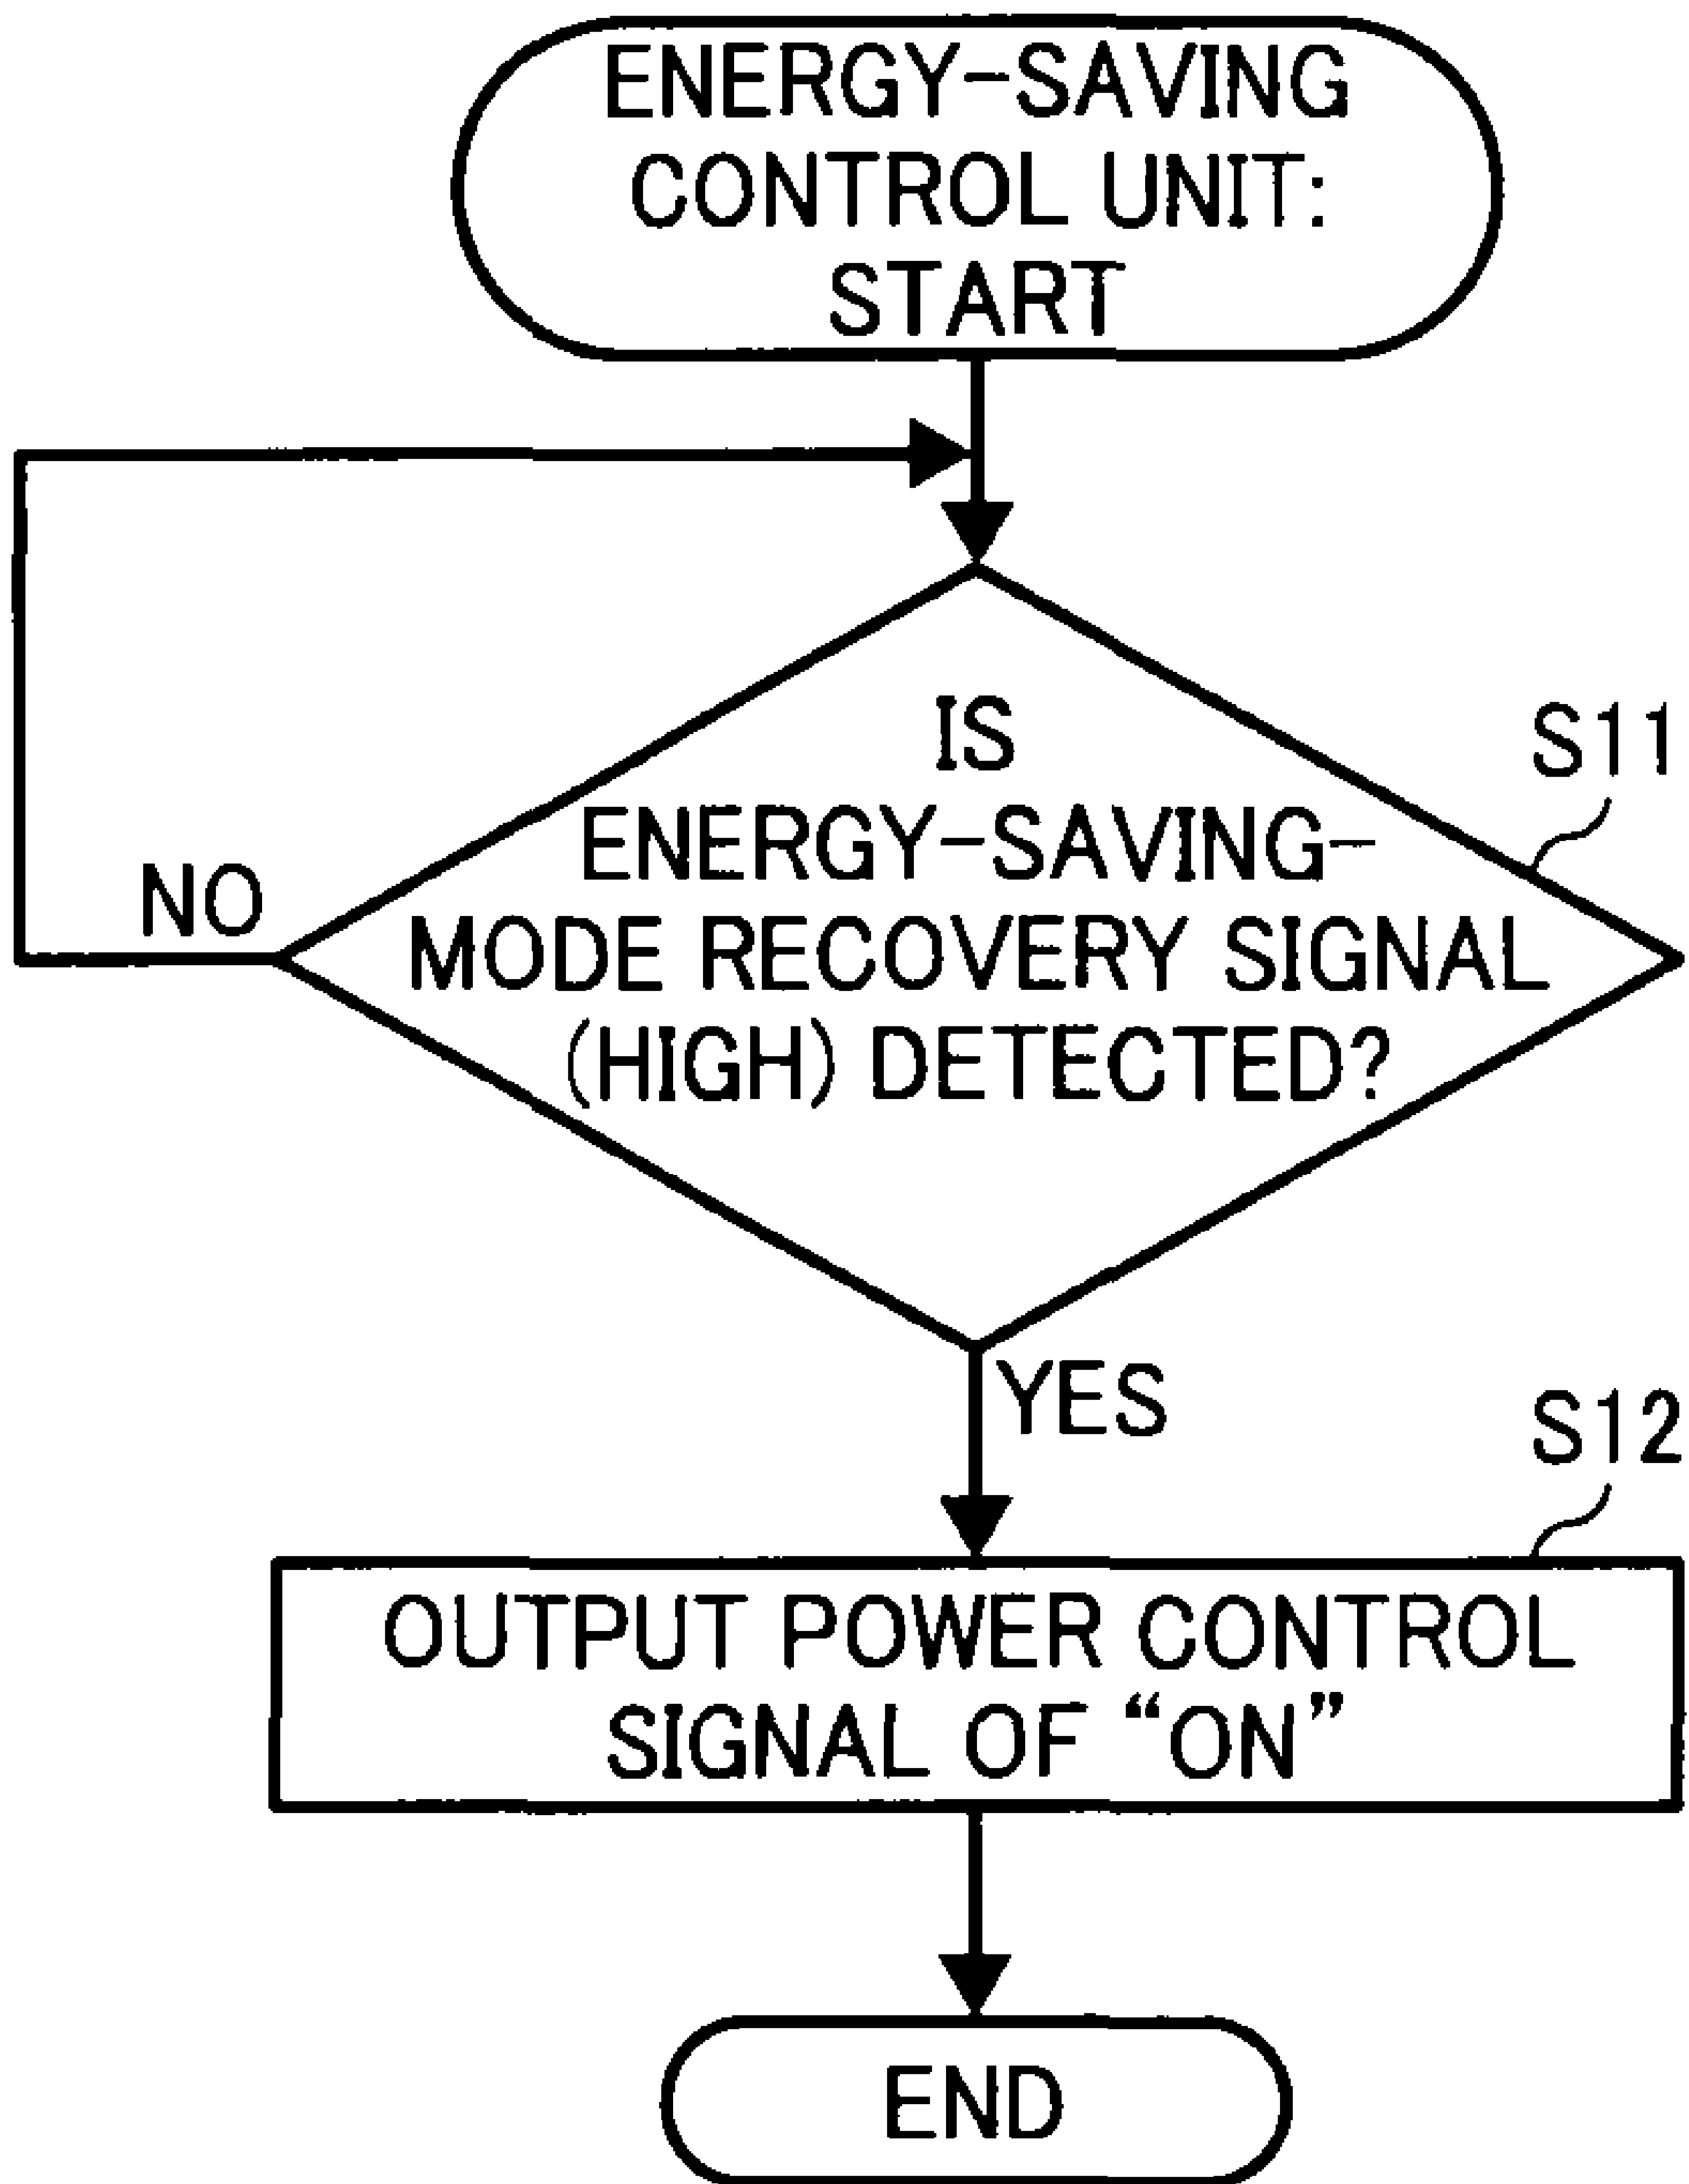 ENERGY-SAVING
CONTROL UNIT:
START
IS
ENERGY-SAVING-
MODE RECOVERY SIGNAL
(HIGH) DETECTED?
S11
NO
YES
S12
OUTPUT POWER CONTROL
SIGNAL OF “ON”
END